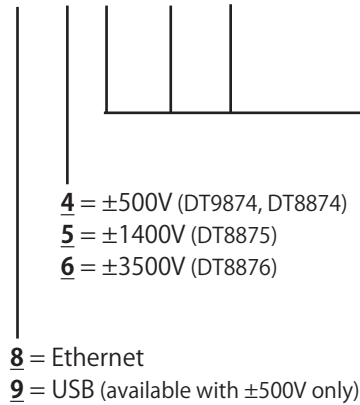 4 = ±500V (DT9874, DT8874)
5 = ±1400V (DT8875)
6 = ±3500V (DT8876)
8 = Ethernet
9 = USB (available with ±500V only)